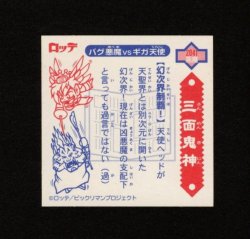 ロッテ
バグ悪魔vsギガ天使
三面鬼神
【幻次界制覇!】天使ヘッドが
天聖界とは別次元に開いた
幻次界!現在は凶悪魔の支配下
と言っても過言ではない(過)
©ロッテ/ビックリマンプロジェクト